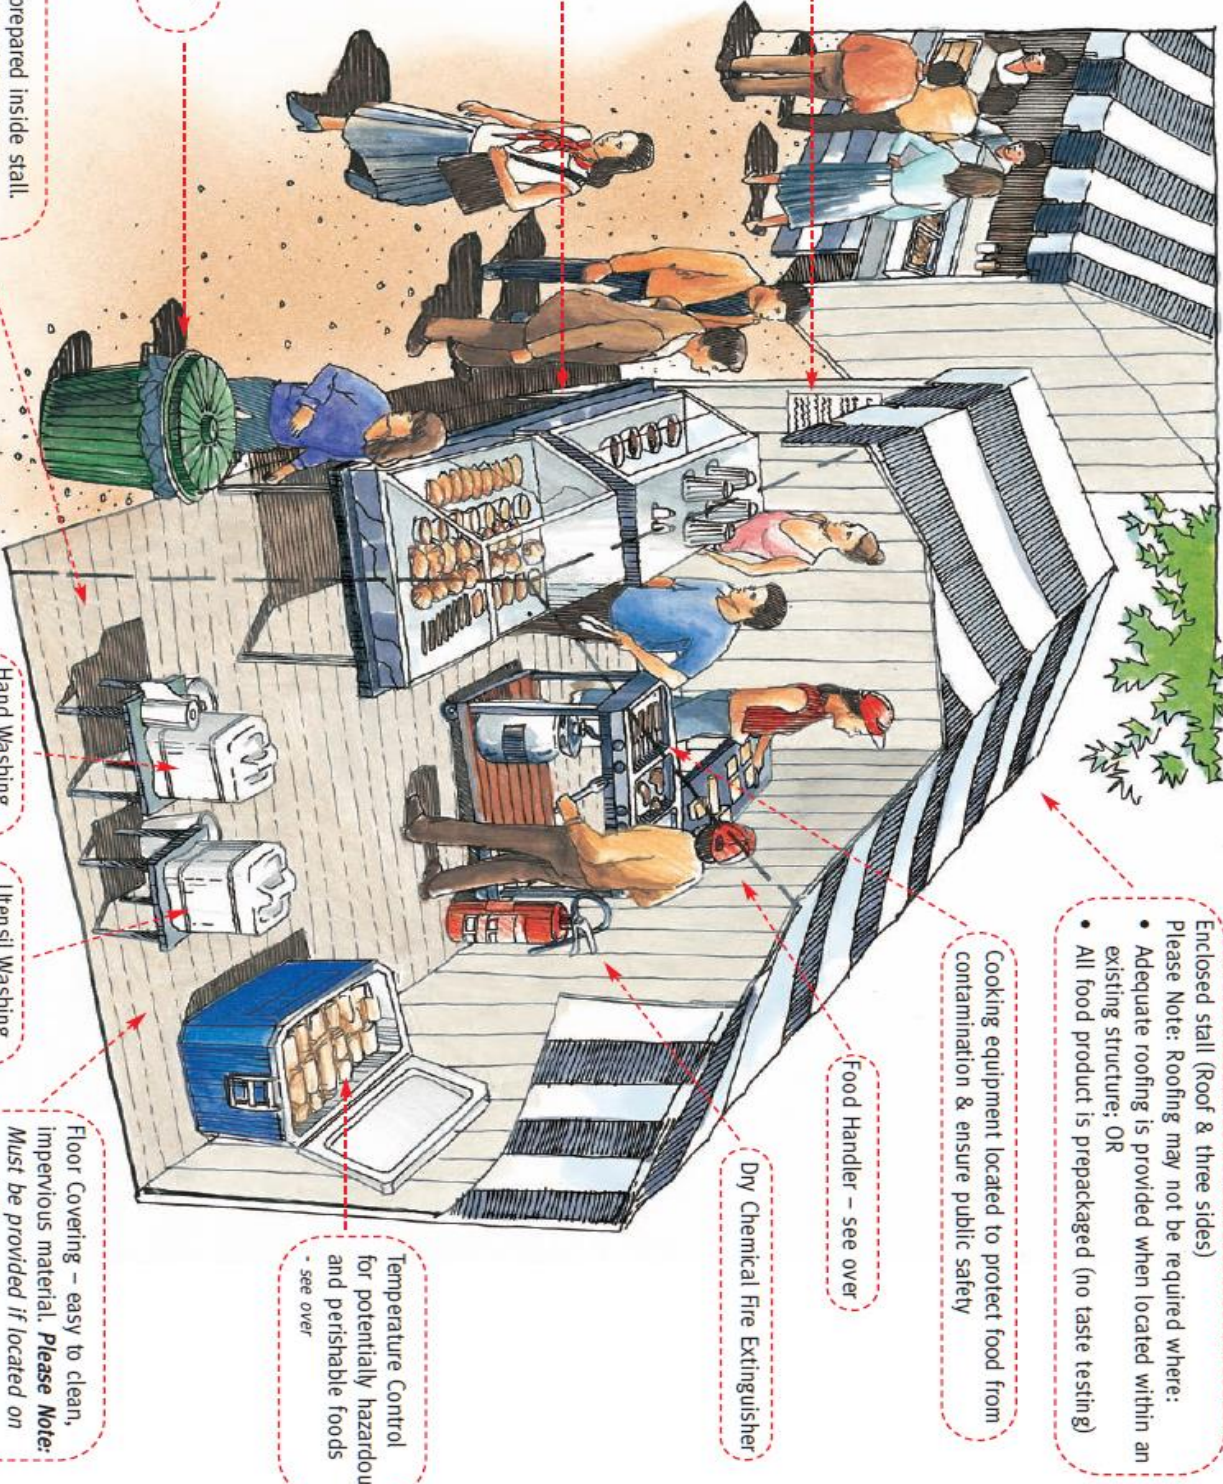 Enclosed stall (Roof & three sides)
Please Note: Roofing may not be required where:
• Adequate roofing is provided when located within an
existing structure; OR
• All food product is prepackaged (no taste testing)
Cooking equipment located to protect food from
contamination & ensure public safety
Food Handler – see over
Dry Chemical Fire Extinguisher
Temperature Control
for potentially hazardou
and perishable foods
- see over
Floor Covering – easy to clean,
impervious material. Please Note:
Must be provided if located on
Utensil Washing
Hand Washing
prepared inside stall.